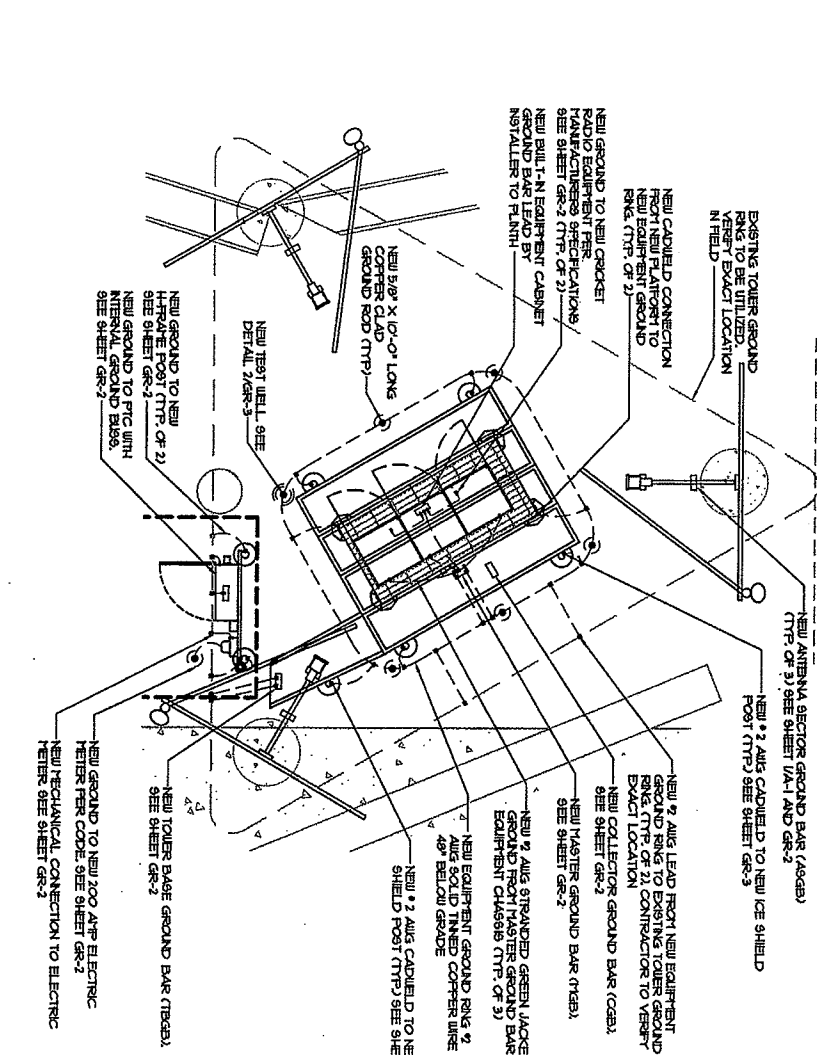 EXISTING TOWER GROUND
RING TO BE UTILIZED.
VERIFY EXACT LOCATION
IN FIELD
NEW CADWELD CONNECTION
FROM NEW PLATFORM TO
NEW EQUIPMENT GROUND
RING. (TYP. OF 2)
NEW GROUND TO NEW CRICKET
RADIO EQUIPMENT PER
MANUFACTURERS SPECIFICATIONS
SEE SHEET GR-2 (TYP. OF 2)
NEW BUILT-IN EQUIPMENT CABINET
GROUND BAR LEAD BY
INSTALLER TO PLINTH
NEW 5/8" X 10'-0" LONG
COPPER CLAD
GROUND ROD (TYP)
NEW TEST WELL. SEE
DETAIL 2/GR-3
NEW GROUND TO NEW
H-FRAME POST (TYP. OF 2)
SEE SHEET GR-2
NEW GROUND TO PTC WITH
INTERNAL GROUND BUSS.
SEE SHEET GR-2
NEW ANTENNA SECTOR GROUND BAR (ASGB)
(TYP. OF 3) SEE SHEET WA-1 AND GR-2
NEW #2 AWG CADWELD TO NEW ICE SHIELD
POST (TYP.) SEE SHEET GR-3
NEW #2 AWG LEAD FROM NEW EQUIPMENT
GROUND RING TO EXISTING TOWER GROUND
RING. (TYP. OF 2). CONTRACTOR TO VERIFY
EXACT LOCATION
NEW COLLECTOR GROUND BAR (CGB).
SEE SHEET GR-2
NEW MASTER GROUND BAR (MGB).
SEE SHEET GR-2
NEW #2 AWG STRANDED GREEN JACKE
GROUND FROM MASTER GROUND BAR
EQUIPMENT CHASSIS (TYP. OF 3)
NEW EQUIPMENT GROUND RING #2
AWG SOLID TINNED COPPER WIRE
48" BELOW GRADE
NEW #2 AWG CADWELD TO NE
SHIELD POST (TYP.) SEE SHE
NEW TOWER BASE GROUND BAR (TBGB).
SEE SHEET GR-2
NEW GROUND TO NEW 200 AMP ELECTRIC
METER PER CODE. SEE SHEET GR-2
NEW MECHANICAL CONNECTION TO ELECTRIC
METER SEE SHEET GR-2